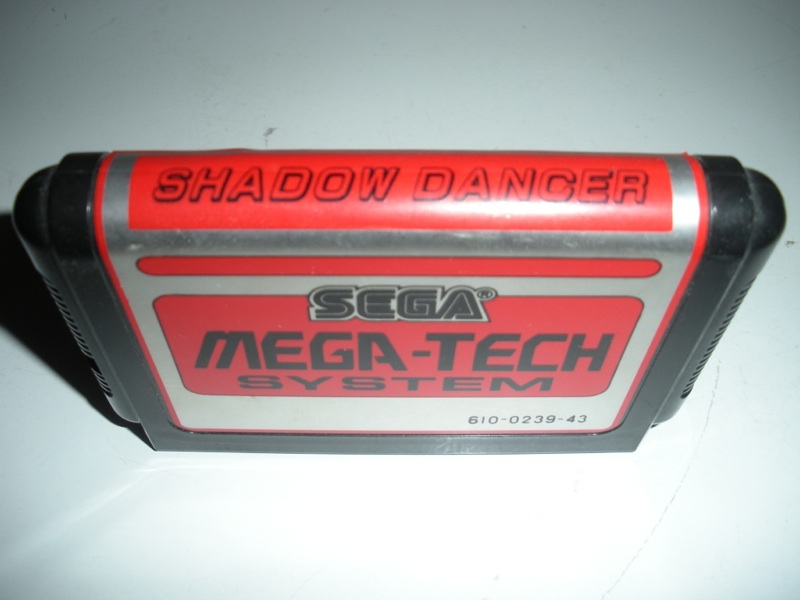 SHADOW DANCER
SEGA®
MEGA-TECH
SYSTEM
610-0239-43